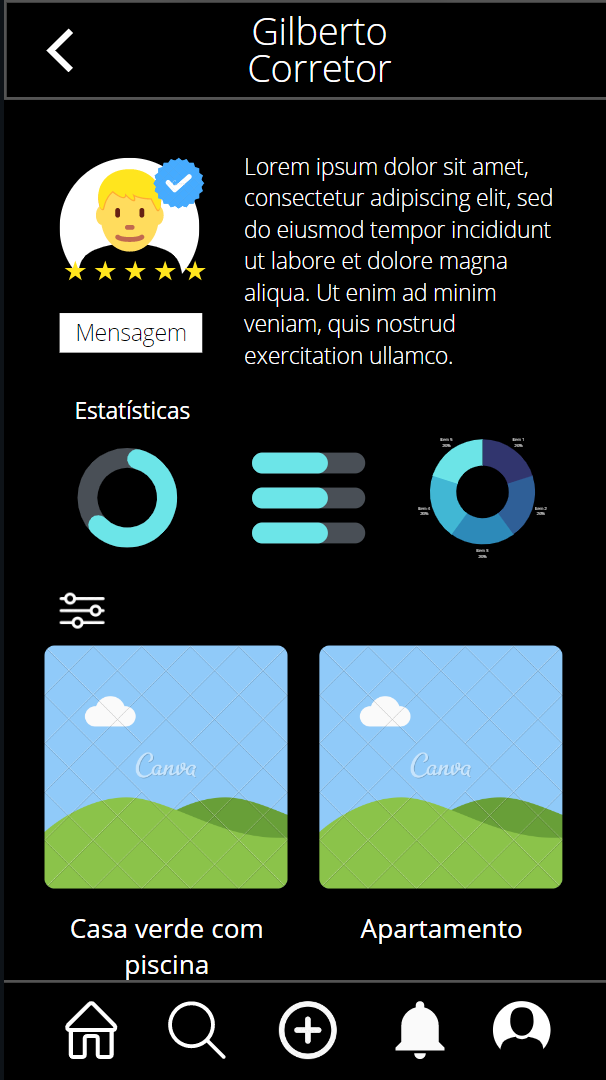 Gilberto
Corretor
Lorem ipsum dolor sit amet,
consectetur adipiscing elit, sed
do eiusmod tempor incididunt
ut labore et dolore magna
aliqua. Ut enim ad minim
veniam, quis nostrud
exercitation ullamco.
Mensagem
Estatísticas
Item 5
20%
Item 1
20%
Item 4
20%
Item 2
20%
20%
Canva
Canva
Casa verde com
piscina
Apartamento